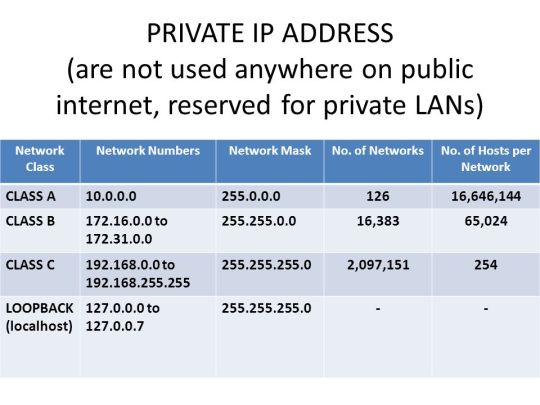 PRIVATE IP ADDRESS
(are not used anywhere on public
internet, reserved for private LANs)
Network Class Network Numbers Network Mask No. of Networks No. of Hosts per Network
CLASS A 10.0.0.0 255.0.0.0 126 16,646,144
CLASS B 172.16.0.0 to 172.31.0.0 255.255.0.0 16,383 65,024
CLASS C 192.168.0.0 to 192.168.255.255 255.255.255.0 2,097,151 254
LOOPBACK (localhost) 127.0.0.0 to 127.0.0.7 255.255.255.0 - -